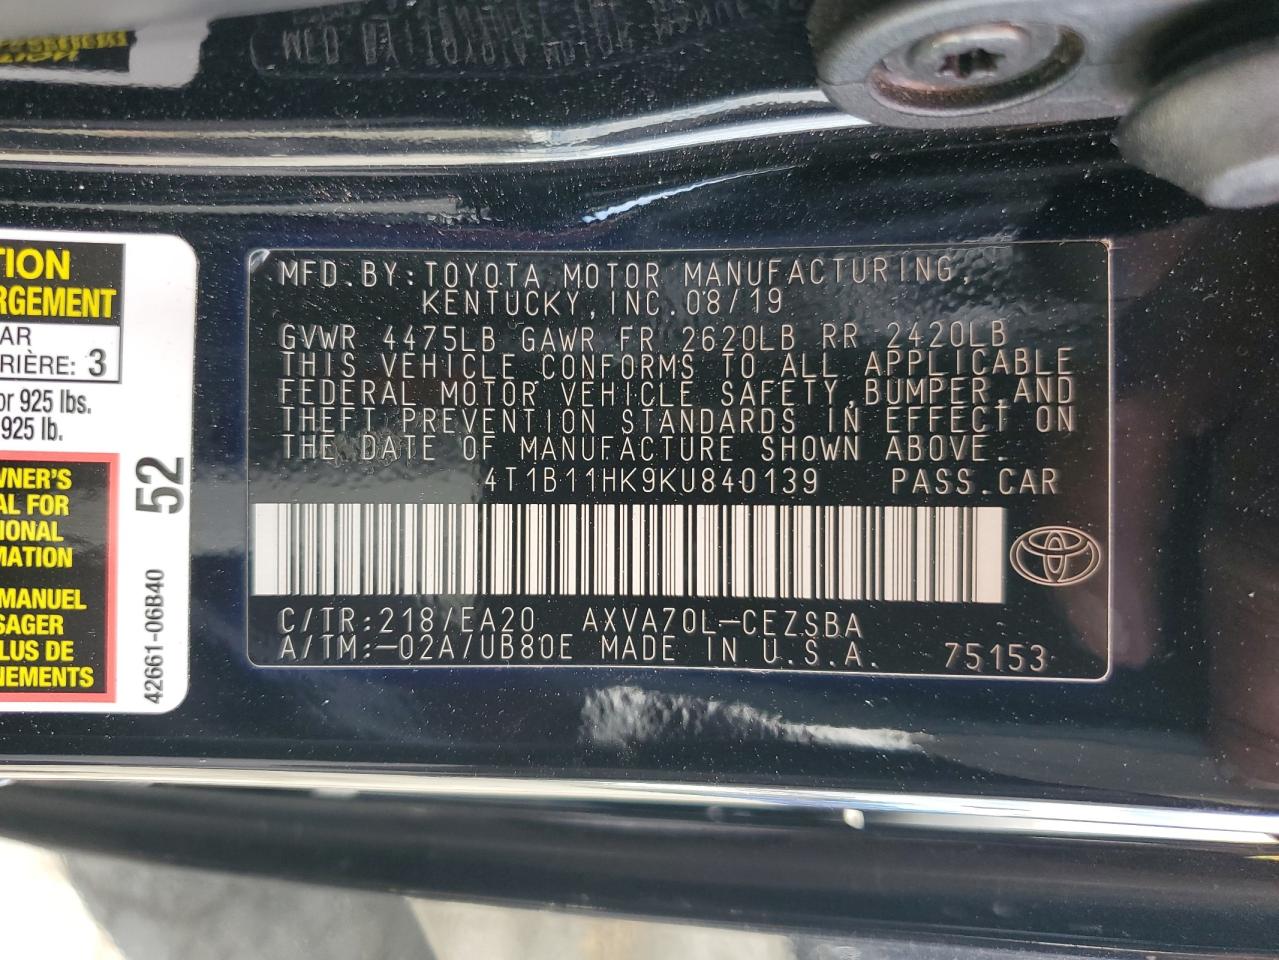 MFD. BY: TOYOTA MOTOR MANUFACTURING,
KENTUCKY, INC. 08/19
GVWR 4475LB GAWR FR 2620LB RR 2420LB
THIS VEHICLE CONFORMS TO ALL APPLICABLE
FEDERAL MOTOR VEHICLE SAFETY, BUMPER, AND
THEFT PREVENTION STANDARDS IN EFFECT ON
THE DATE OF MANUFACTURE SHOWN ABOVE.
4T1B11HK9KU840139 PASS. CAR
C/TR: 218/EA20 AXVA70L-CEZSBA
A/TM: -02A/UB80E MADE IN U.S.A. 75153
TION
RGEMENT
AR
RIÈRE: 3
or 925 lbs.
925 lb.
WNER'S
AL FOR
IONAL
MATION
MANUEL
SAGER
LUS DE
NEMENTS
52
42661-06B40